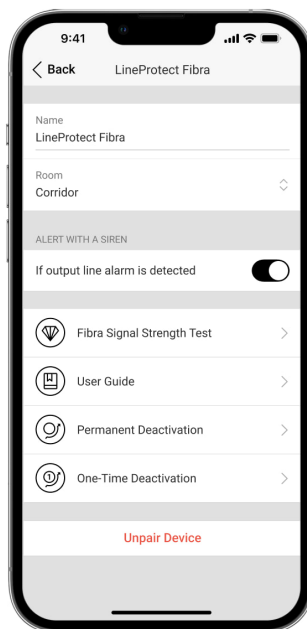 9:41
Back
LineProtect Fibra
Name
LineProtect Fibra
Room
Corridor
ALERT WITH A SIREN
If output line alarm is detected
Fibra Signal Strength Test
User Guide
Permanent Deactivation
1
One-Time Deactivation
Unpair Device